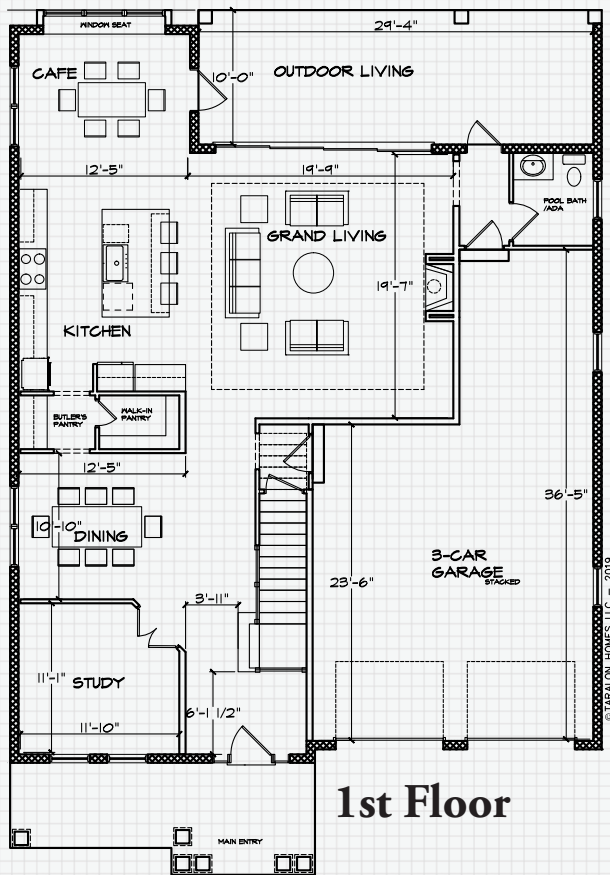 WINDOW SEAT
29'-4"
CAFE
10'-0"
OUTDOOR LIVING
12'-5"
19'-9"
POOL BATH
/ADA
GRAND LIVING
19'-7"
KITCHEN
BUTLER'S
PANTRY
WALK-IN
PANTRY
12'-5"
36'-5"
10'-10"
DINING
3-CAR
GARAGE
STACKED
23'-6"
3'-11"
11'-1"
STUDY
6'-1 1/2"
11'-10"
©TARALON HOMES, LLC - 2019
1st Floor
MAIN ENTRY